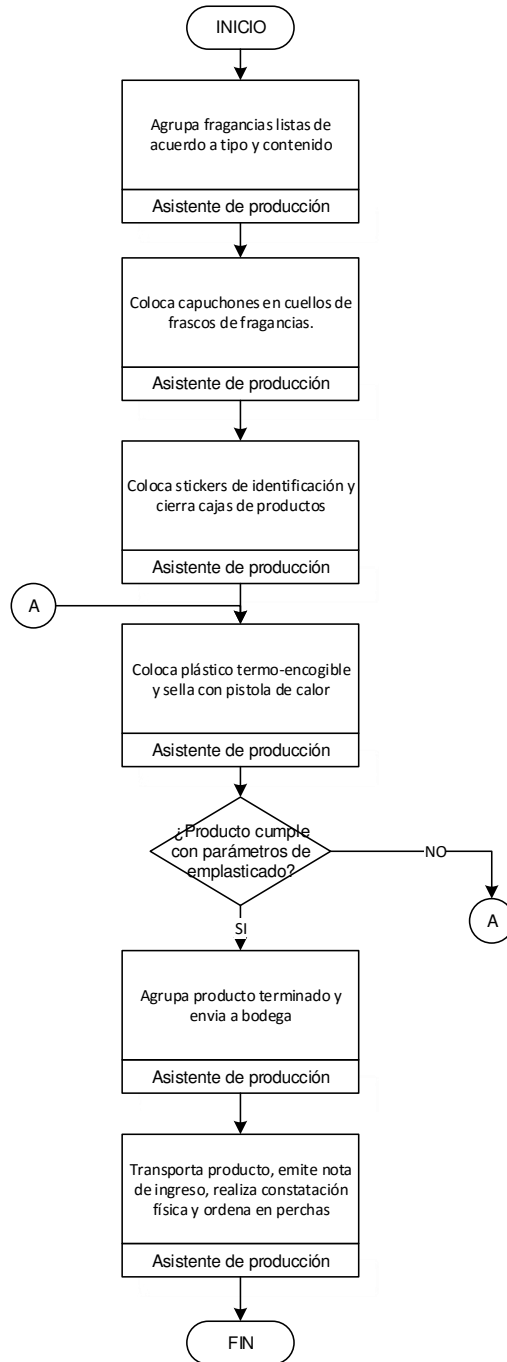 INICIO
Agrupa fragancias listas de
acuerdo a tipo y contenido
Asistente de producción
Coloca capuchones en cuellos de
frascos de fragancias.
Asistente de producción
Coloca stickers de identificación y
cierra cajas de productos
Asistente de producción
A
Coloca plástico termo-encogible
y sella con pistola de calor
Asistente de producción
¿Producto cumple
con parámetros de
emplasticado?
NO
A
SI
Agrupa producto terminado y
envia a bodega
Asistente de producción
Transporta producto, emite nota
de ingreso, realiza constatación
física y ordena en perchas
Asistente de producción
FIN